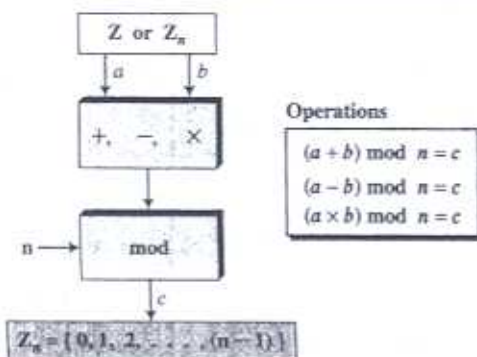 Z or Zₙ
a b
+, −, ×
n mod
c
Zₙ = { 0, 1, 2, . . . , (n − 1) }
Operations
(a + b) mod n = c
(a − b) mod n = c
(a × b) mod n = c